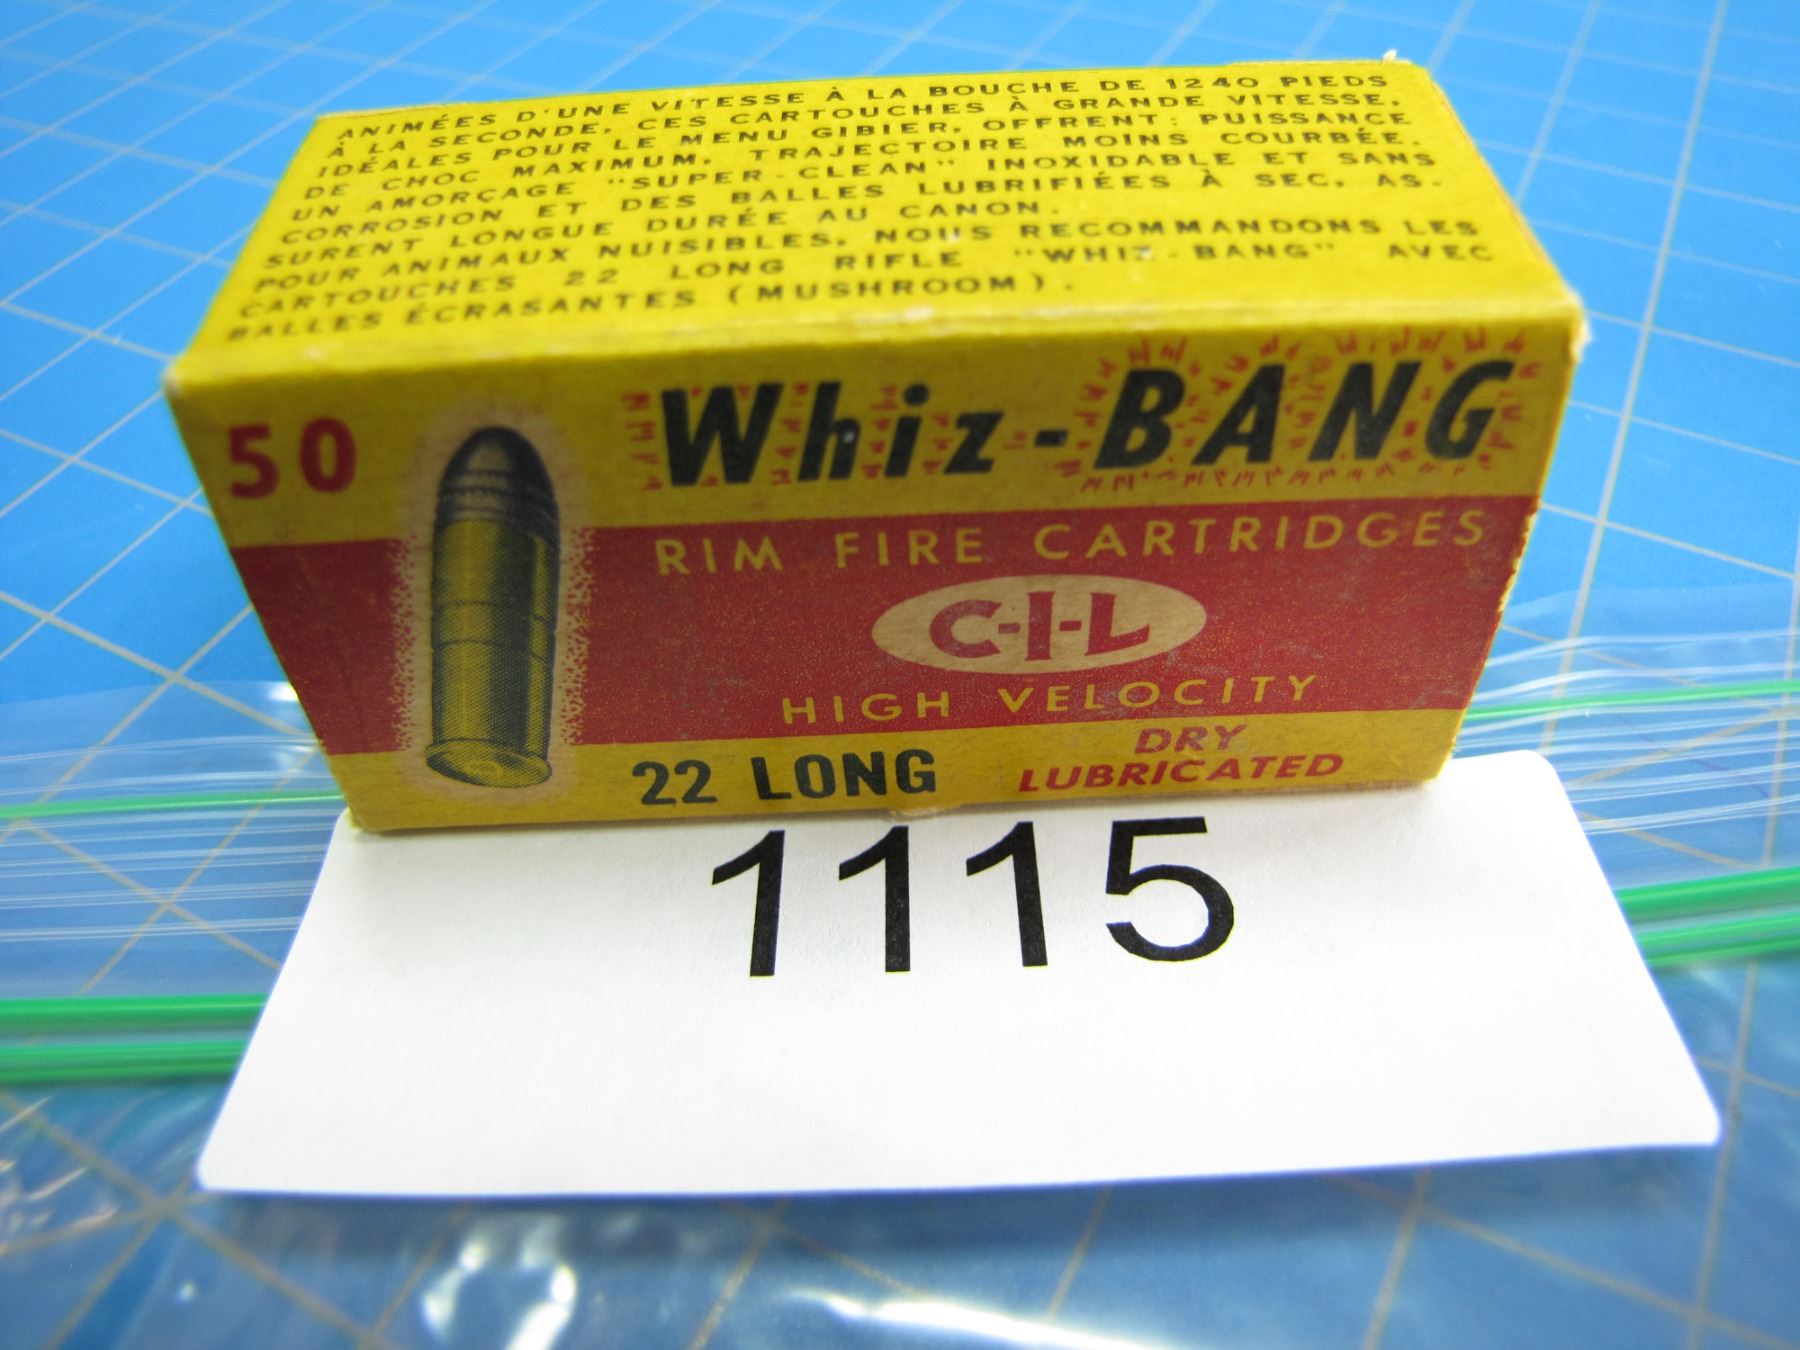 ANIMÉES D'UNE VITESSE À LA BOUCHE DE 1240 PIEDS
À LA SECONDE, CES CARTOUCHES À GRANDE VITESSE,
IDÉALES POUR LE MENU GIBIER, OFFRENT: PUISSANCE
DE CHOC MAXIMUM, TRAJECTOIRE MOINS COURBÉE.
UN AMORÇAGE "SUPER-CLEAN" INOXIDABLE ET SANS
CORROSION ET DES BALLES LUBRIFIÉES À SEC, AS-
SURENT LONGUE DURÉE AU CANON.
POUR ANIMAUX NUISIBLES, NOUS RECOMMANDONS LES
CARTOUCHES 22 LONG RIFLE "WHIZ-BANG" AVEC
BALLES ÉCRASANTES (MUSHROOM).
50
Whiz-BANG
RIM FIRE CARTRIDGES
C-I-L
HIGH VELOCITY
22 LONG
DRY
LUBRICATED
1115